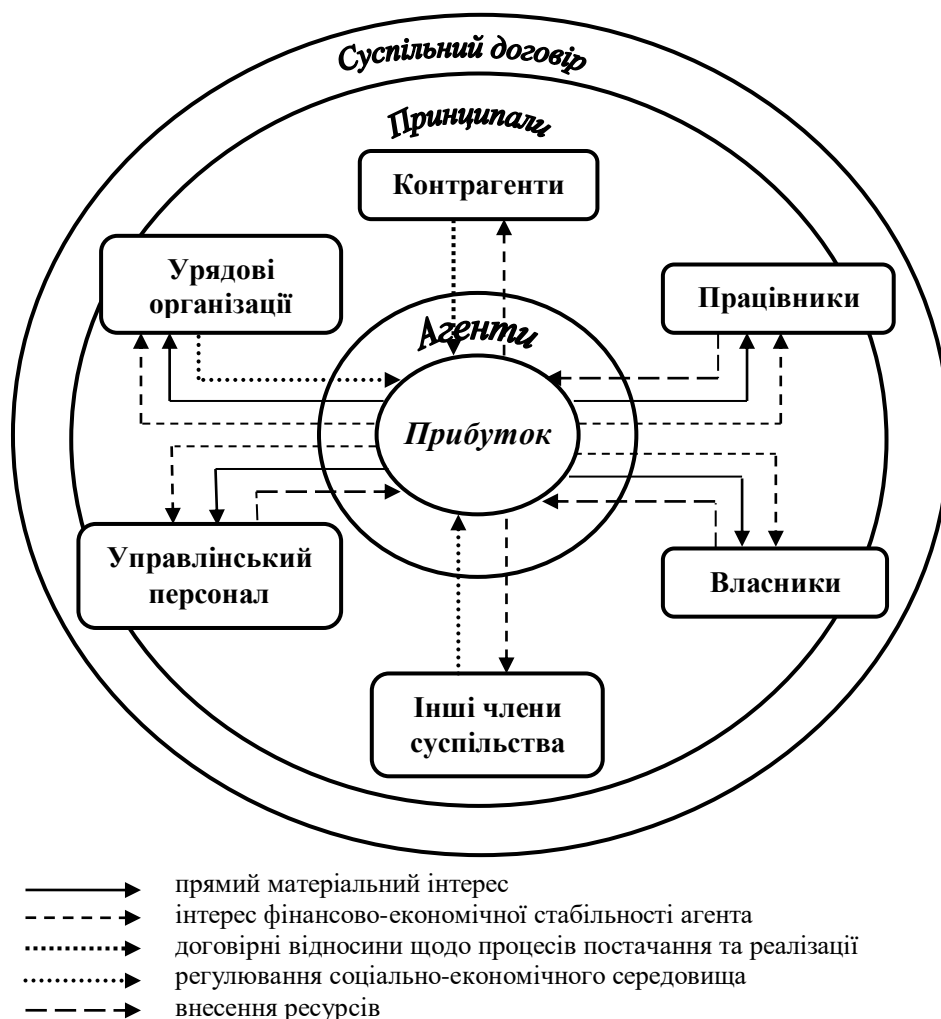 Суспільний договір
Принципали
Контрагенти
Урядові
організації
Працівники
Агенти
Прибуток
Управлінський
персонал
Власники
Інші члени
суспільства
прямий матеріальний інтерес
інтерес фінансово-економічної стабільності агента
договірні відносини щодо процесів постачання та реалізації
регулювання соціально-економічного середовища
внесення ресурсів